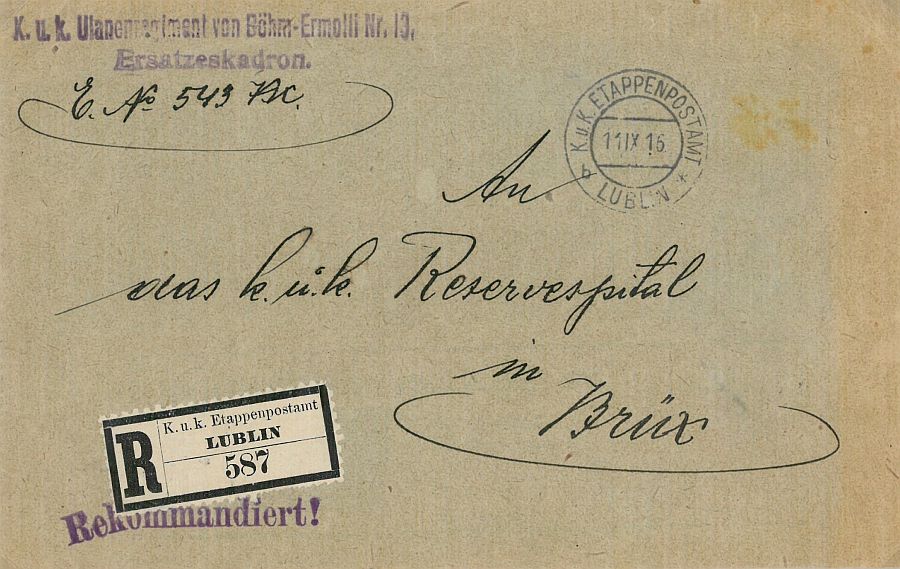 K. u. k. Ulanenregiment von Böhm-Ermolli Nr. 13,
Ersatzeskadron.
E. No 543
K.u.K. ETAPPENPOSTAMT
11 IX 16
b LUBLIN *
An
das k. u. k. Reservespital
in
Brüx
R
K. u. k. Etappenpostamt
LUBLIN
587
Rekommandiert!